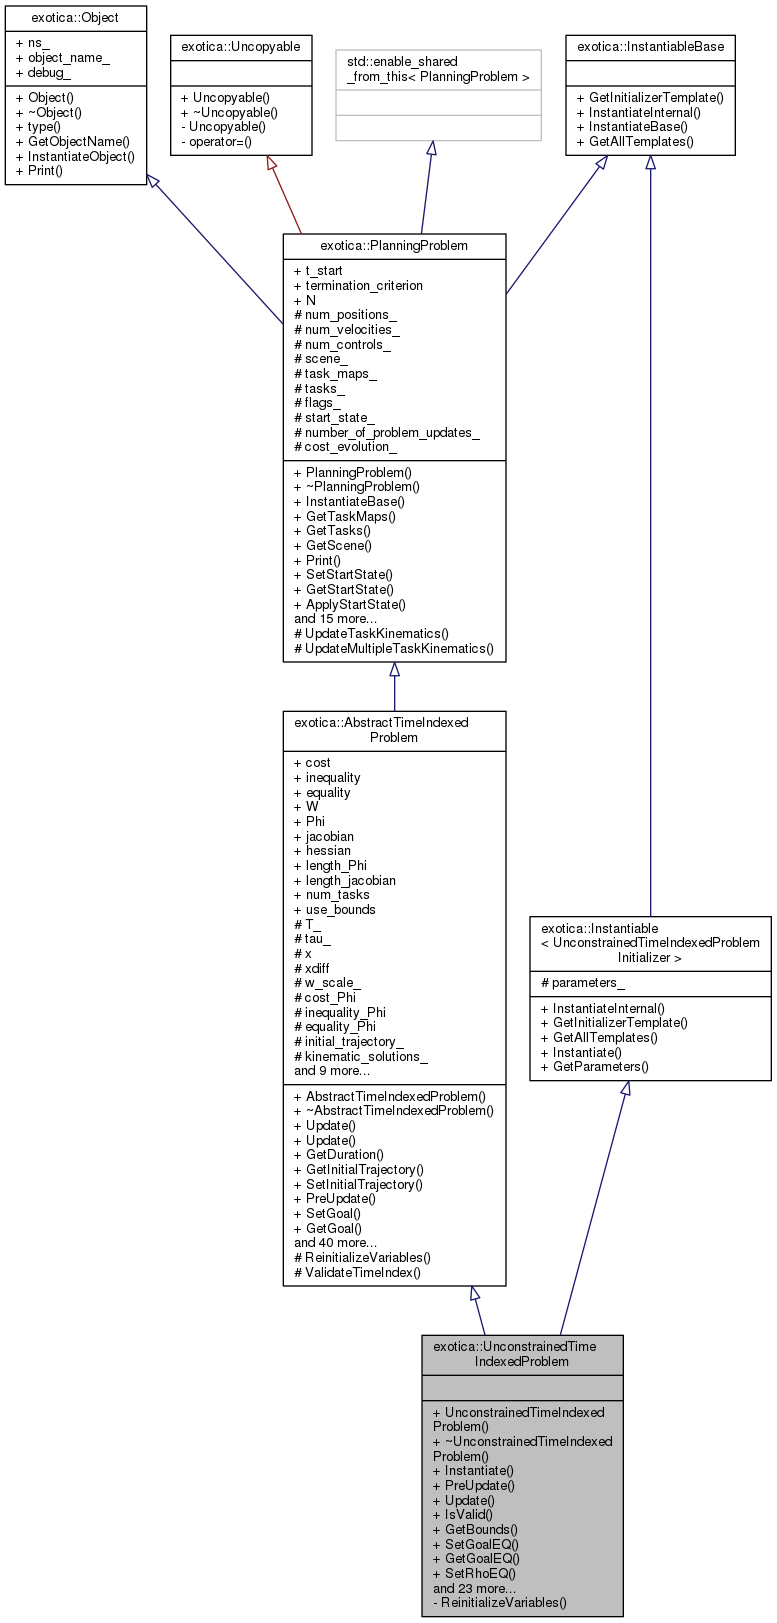 exotica::Object
+ ns_
+ object_name_
+ debug_
+ Object()
+ ~Object()
+ type()
+ GetObjectName()
+ InstantiateObject()
+ Print()
exotica::Uncopyable
+ Uncopyable()
+ ~Uncopyable()
- Uncopyable()
- operator=()
std::enable_shared
_from_this< PlanningProblem >
exotica::InstantiableBase
+ GetInitializerTemplate()
+ InstantiateInternal()
+ InstantiateBase()
+ GetAllTemplates()
exotica::PlanningProblem
+ t_start
+ termination_criterion
+ N
# num_positions_
# num_velocities_
# num_controls_
# scene_
# task_maps_
# tasks_
# flags_
# start_state_
# number_of_problem_updates_
# cost_evolution_
+ PlanningProblem()
+ ~PlanningProblem()
+ InstantiateBase()
+ GetTaskMaps()
+ GetTasks()
+ GetScene()
+ Print()
+ SetStartState()
+ GetStartState()
+ ApplyStartState()
and 15 more...
# UpdateTaskKinematics()
# UpdateMultipleTaskKinematics()
exotica::AbstractTimeIndexed
Problem
+ cost
+ inequality
+ equality
+ W
+ Phi
+ jacobian
+ hessian
+ length_Phi
+ length_jacobian
+ num_tasks
+ use_bounds
# T_
# tau_
# x
# xdiff
# w_scale_
# cost_Phi
# inequality_Phi
# equality_Phi
# initial_trajectory_
# kinematic_solutions_
and 9 more...
+ AbstractTimeIndexedProblem()
+ ~AbstractTimeIndexedProblem()
+ Update()
+ Update()
+ GetDuration()
+ GetInitialTrajectory()
+ SetInitialTrajectory()
+ PreUpdate()
+ SetGoal()
+ GetGoal()
and 40 more...
# ReinitializeVariables()
# ValidateTimeIndex()
exotica::Instantiable
< UnconstrainedTimeIndexedProblem
Initializer >
# parameters_
+ InstantiateInternal()
+ GetInitializerTemplate()
+ GetAllTemplates()
+ Instantiate()
+ GetParameters()
exotica::UnconstrainedTime
IndexedProblem
+ UnconstrainedTimeIndexed
Problem()
+ ~UnconstrainedTimeIndexed
Problem()
+ Instantiate()
+ PreUpdate()
+ Update()
+ IsValid()
+ GetBounds()
+ SetGoalEQ()
+ GetGoalEQ()
+ SetRhoEQ()
and 23 more...
- ReinitializeVariables()